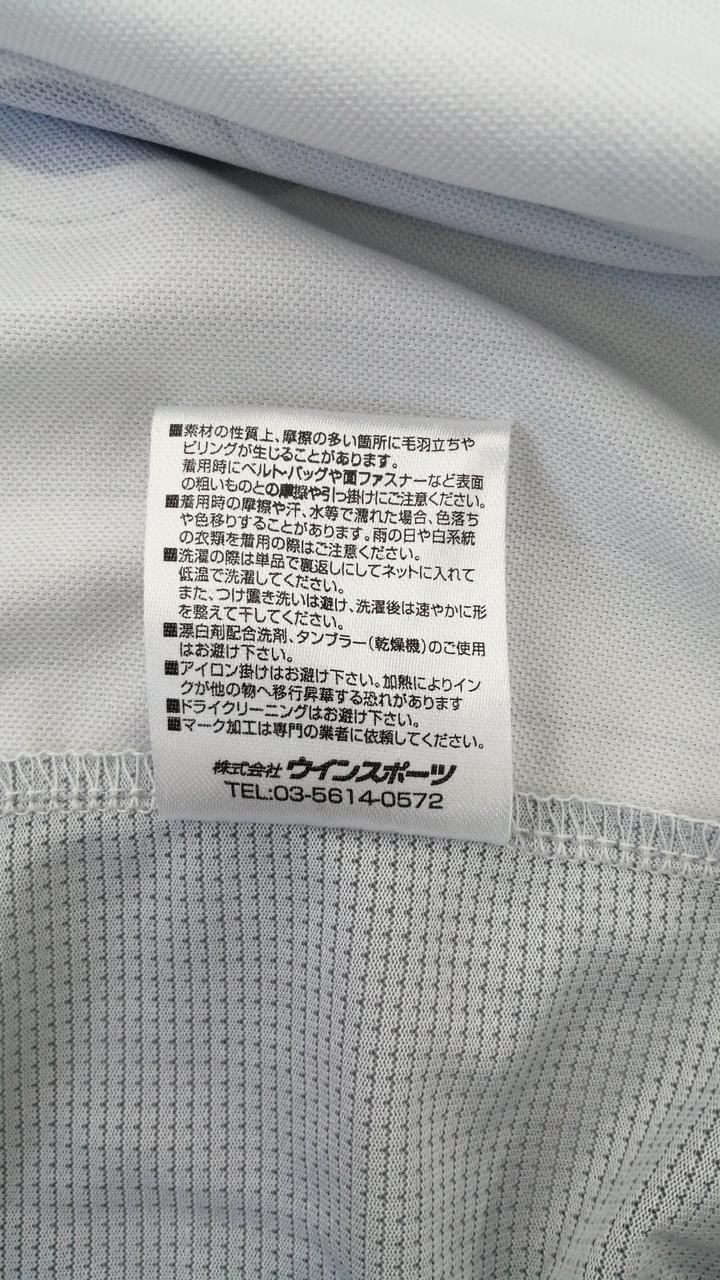 ■素材の性質上、摩擦の多い箇所に毛羽立ちや
ピリングが生じることがあります。
着用時にベルト・バッグや面ファスナーなど表面
の粗いものとの摩擦や引っ掛けにご注意ください。
■着用時の摩擦や汗、水等で濡れた場合、色落ち
や色移りすることがあります。雨の日や白系統
の衣類を着用の際はご注意ください。
■洗濯の際は単品で裏返しにしてネットに入れて
低温で洗濯してください。
また、つけ置き洗いは避け、洗濯後は速やかに形
を整えて干してください。
■漂白剤配合洗剤、タンブラー(乾燥機)のご使用
はお避け下さい。
■アイロン掛けはお避け下さい。加熱によりイン
クが他の物へ移行昇華する恐れがあります
■ドライクリーニングはお避け下さい。
■マーク加工は専門の業者に依頼してください。
株式会社 ウインスポーツ
TEL:03-5614-0572